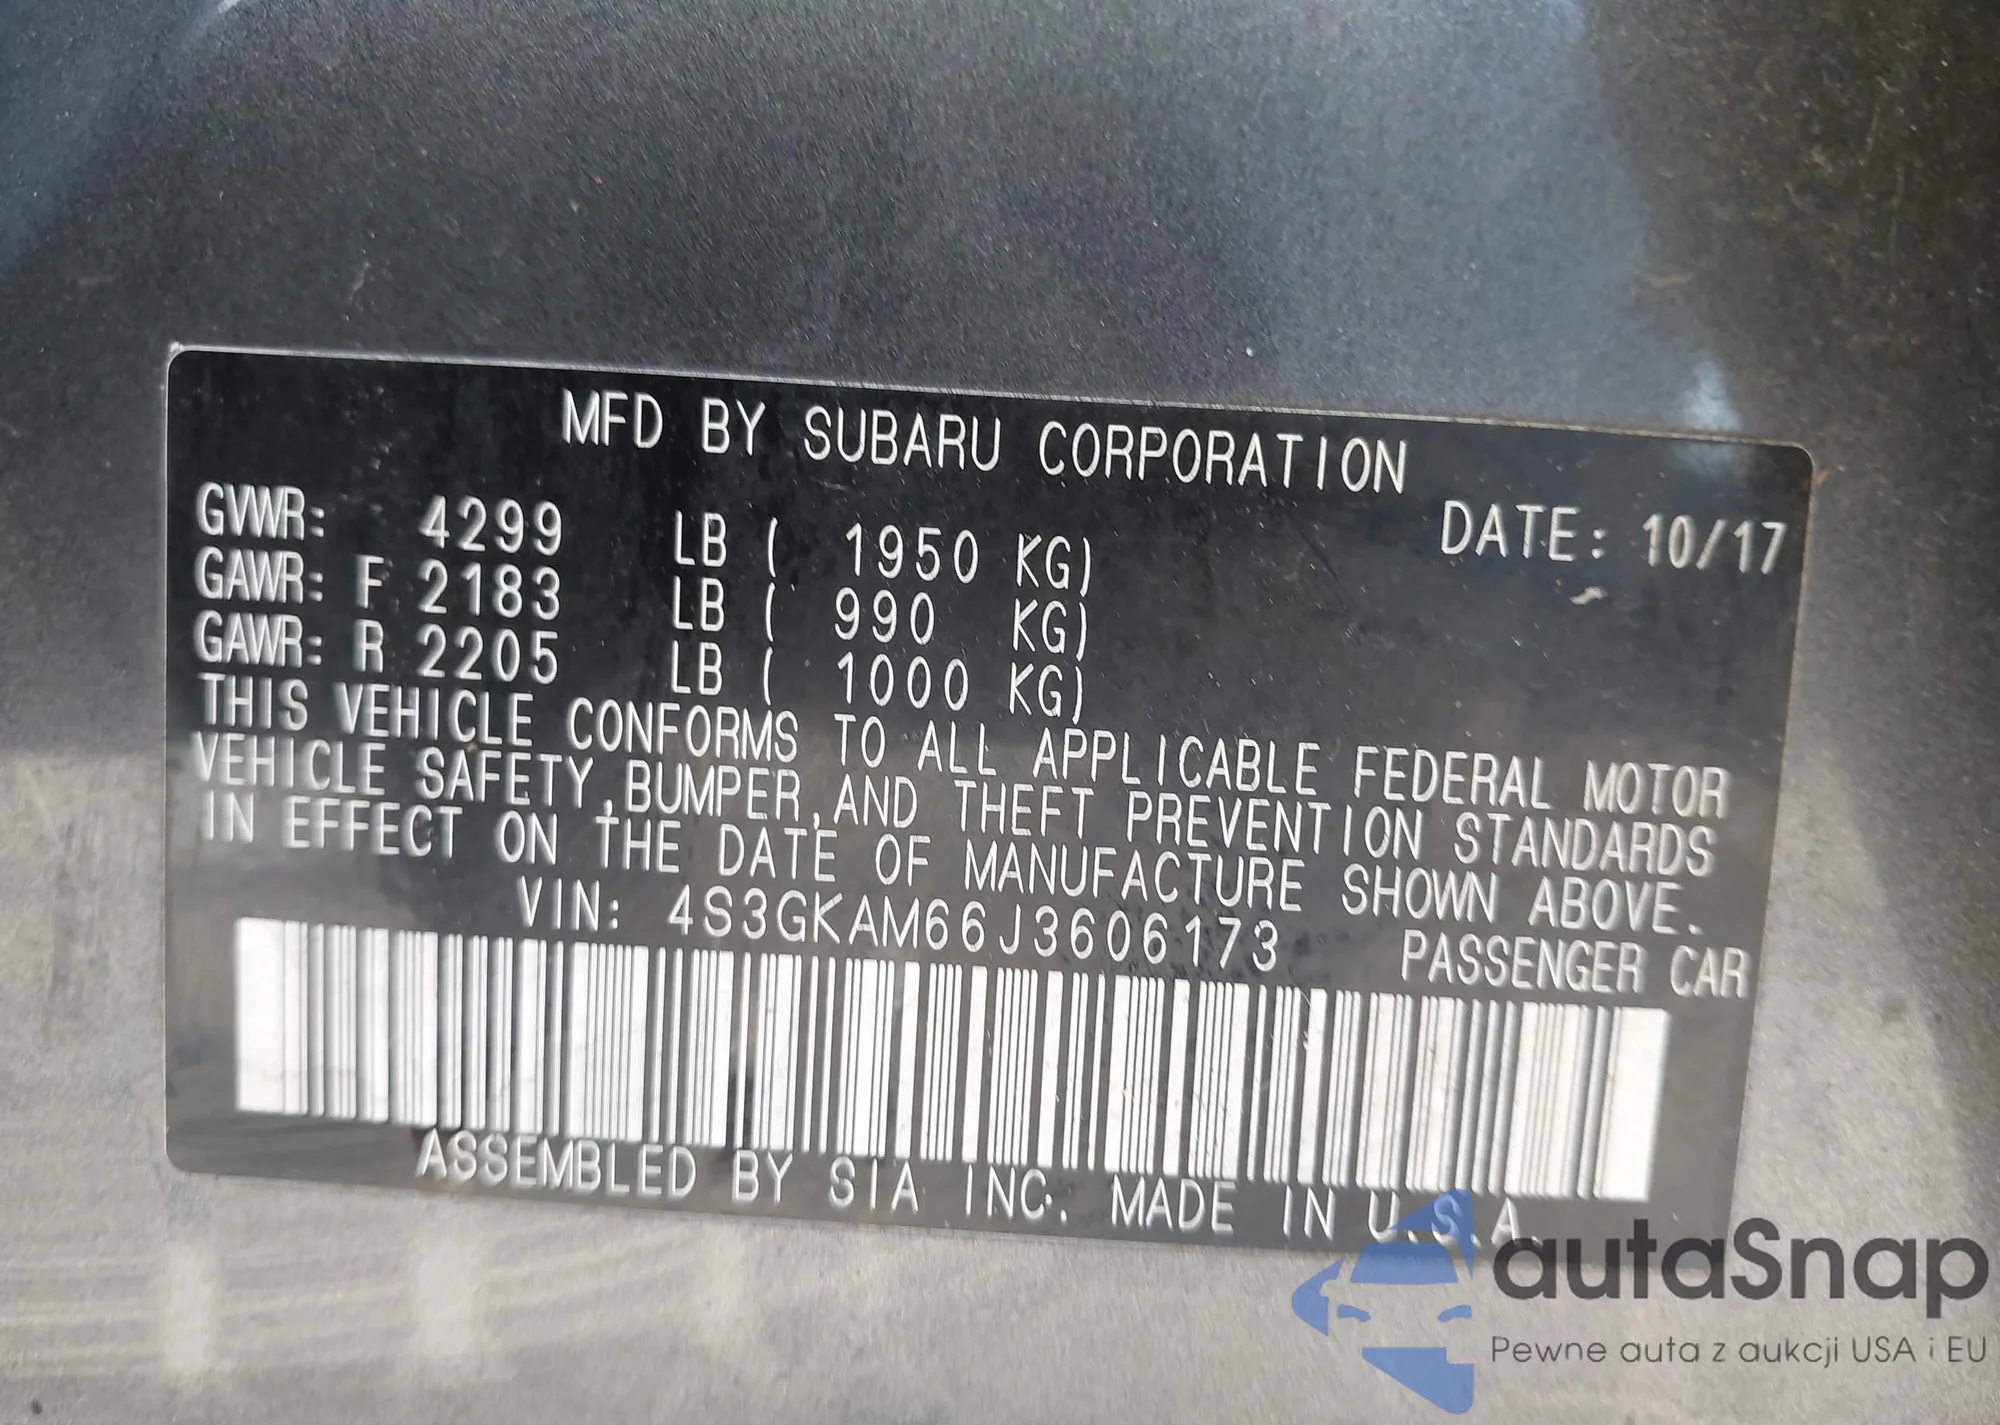 MFD BY SUBARU CORPORATION
GVWR: 4299 LB ( 1950 KG) DATE: 10/17
GAWR: F 2183 LB ( 990 KG)
GAWR: R 2205 LB ( 1000 KG)
THIS VEHICLE CONFORMS TO ALL APPLICABLE FEDERAL MOTOR
VEHICLE SAFETY,BUMPER,AND THEFT PREVENTION STANDARDS
IN EFFECT ON THE DATE OF MANUFACTURE SHOWN ABOVE.
VIN: 4S3GKAM66J3606173 PASSENGER CAR
ASSEMBLED BY SIA INC. MADE IN U.S.A.
autaSnap
Pewne auta z aukcji USA i EU